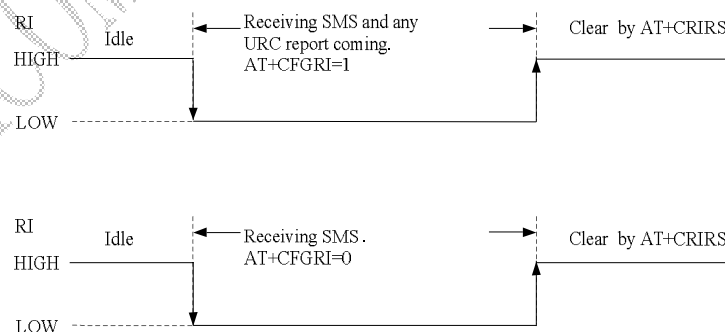 RI
Idle
Receiving SMS and any
URC report coming.
AT+CFGRI=1
Clear by AT+CRIRS
HIGH
LOW
RI
Idle
Receiving SMS.
AT+CFGRI=0
Clear by AT+CRIRS
HIGH
LOW